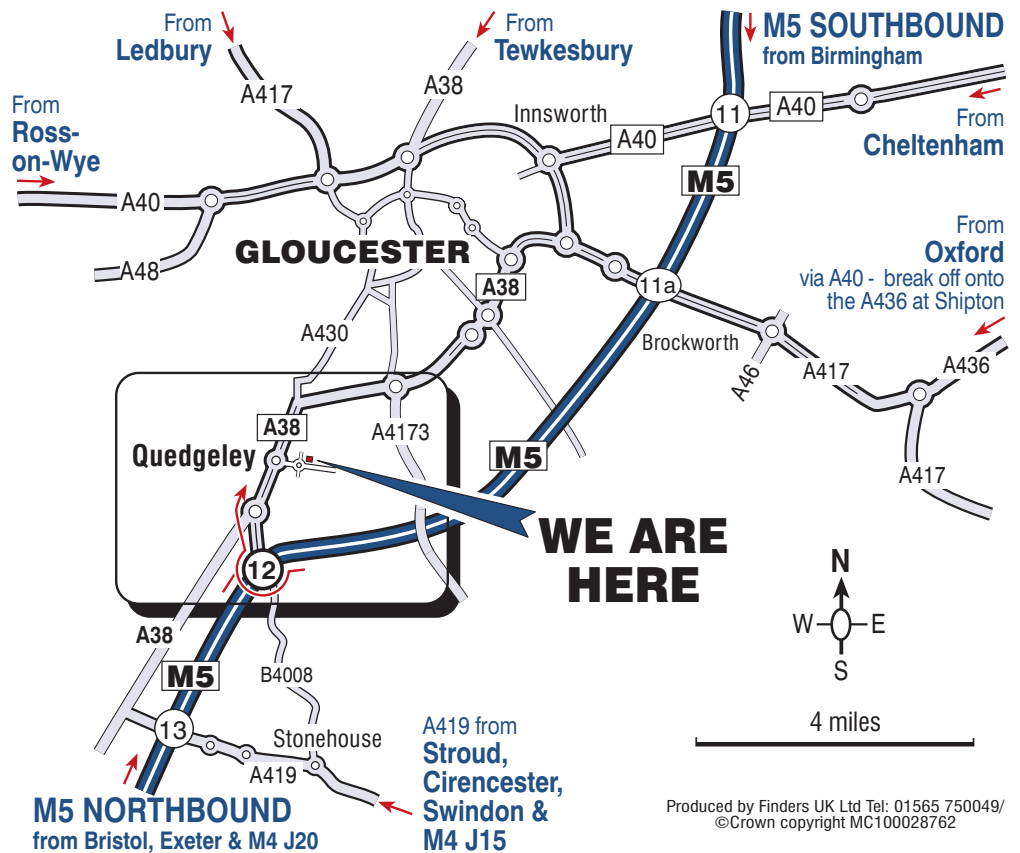 From
Ledbury
From
Tewkesbury
M5 SOUTHBOUND
from Birmingham
A417
A38
Innsworth
11
A40
A40
From
Cheltenham
From
Ross-
on-Wye
A40
M5
A48
GLOUCESTER
A38
11a
From
Oxford
via A40 - break off onto
the A436 at Shipton
A430
Brockworth
A46
A417
A436
A38
A4173
Quedgeley
M5
A417
WE ARE
HERE
12
N
W
E
S
A38
M5
B4008
13
Stonehouse
A419
A419 from
Stroud,
Cirencester,
Swindon &
M4 J15
4 miles
M5 NORTHBOUND
from Bristol, Exeter & M4 J20
Produced by Finders UK Ltd Tel: 01565 750049/
©Crown copyright MC100028762